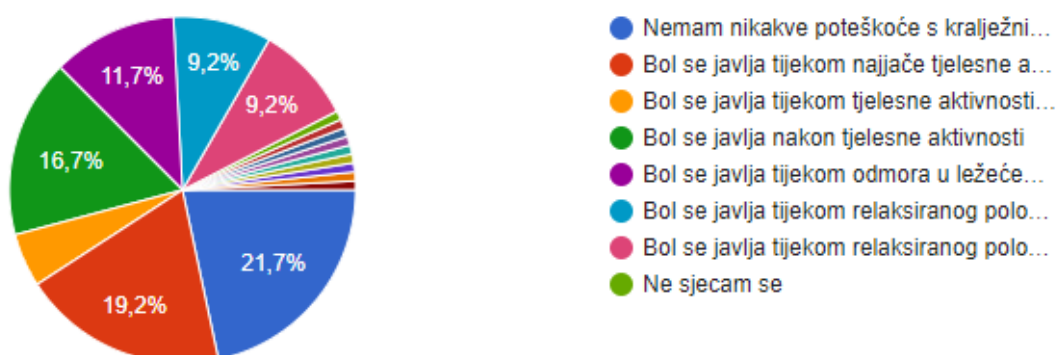 9,2%
11,7%
9,2%
16,7%
21,7%
19,2%
Nemam nikakve poteškoće s kralježni...
Bol se javlja tijekom najjače tjelesne a...
Bol se javlja tijekom tjelesne aktivnosti...
Bol se javlja nakon tjelesne aktivnosti
Bol se javlja tijekom odmora u ležeće...
Bol se javlja tijekom relaksiranog polo...
Bol se javlja tijekom relaksiranog polo...
Ne sjecam se